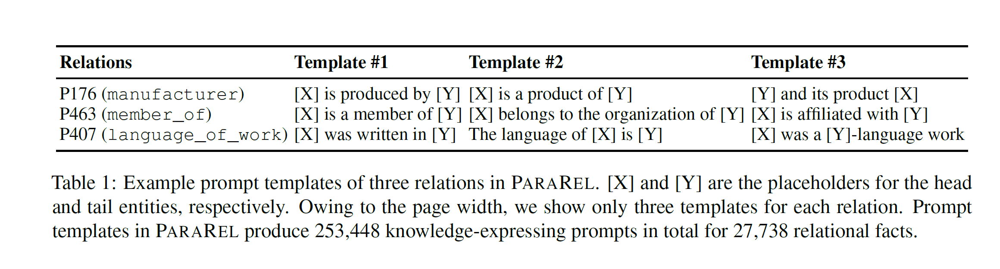 Relations Template #1 Template #2 Template #3
P176 (manufacturer) [X] is produced by [Y] [X] is a product of [Y] [Y] and its product [X]
P463 (member_of) [X] is a member of [Y] [X] belongs to the organization of [Y] [X] is affiliated with [Y]
P407 (language_of_work) [X] was written in [Y] The language of [X] is [Y] [X] was a [Y]-language work
Table 1: Example prompt templates of three relations in PARAREL. [X] and [Y] are the placeholders for the head
and tail entities, respectively. Owing to the page width, we show only three templates for each relation. Prompt
templates in PARAREL produce 253,448 knowledge-expressing prompts in total for 27,738 relational facts.